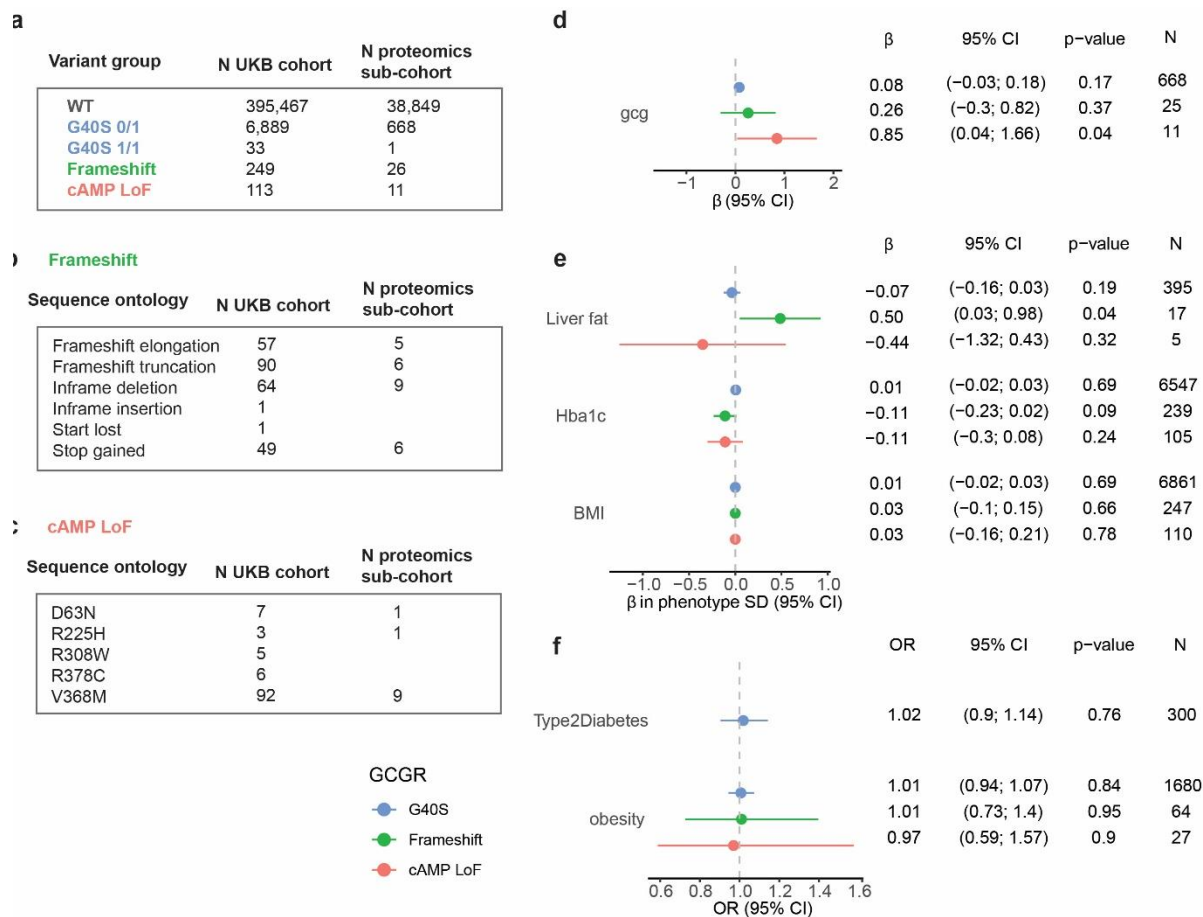 a
Variant group N UKB cohort N proteomics sub-cohort
WT 395,467 38,849
G40S 0/1 6,889 668
G40S 1/1 33 1
Frameshift 249 26
cAMP LoF 113 11
Frameshift
Sequence ontology N UKB cohort N proteomics sub-cohort
Frameshift elongation 57 5
Frameshift truncation 90 6
Inframe deletion 64 9
Inframe insertion 1
Start lost 1
Stop gained 49 6
c cAMP LoF
Sequence ontology N UKB cohort N proteomics sub-cohort
D63N 7 1
R225H 3 1
R308W 5
R378C 6
V368M 92 9
GCGR
G40S
Frameshift
cAMP LoF
d
β 95% CI p−value N
gcg
0.08 (−0.03; 0.18) 0.17 668
0.26 (−0.3; 0.82) 0.37 25
0.85 (0.04; 1.66) 0.04 11
−1 0 1 2
β (95% CI)
e
β 95% CI p−value N
Liver fat
−0.07 (−0.16; 0.03) 0.19 395
0.50 (0.03; 0.98) 0.04 17
−0.44 (−1.32; 0.43) 0.32 5
Hba1c
0.01 (−0.02; 0.03) 0.69 6547
−0.11 (−0.23; 0.02) 0.09 239
−0.11 (−0.3; 0.08) 0.24 105
BMI
0.01 (−0.02; 0.03) 0.69 6861
0.03 (−0.1; 0.15) 0.66 247
0.03 (−0.16; 0.21) 0.78 110
−1.0 −0.5 0.0 0.5 1.0
β in phenotype SD (95% CI)
f
OR 95% CI p−value N
Type2Diabetes
1.02 (0.9; 1.14) 0.76 300
obesity
1.01 (0.94; 1.07) 0.84 1680
1.01 (0.73; 1.4) 0.95 64
0.97 (0.59; 1.57) 0.9 27
0.6 0.8 1.0 1.2 1.4 1.6
OR (95% CI)